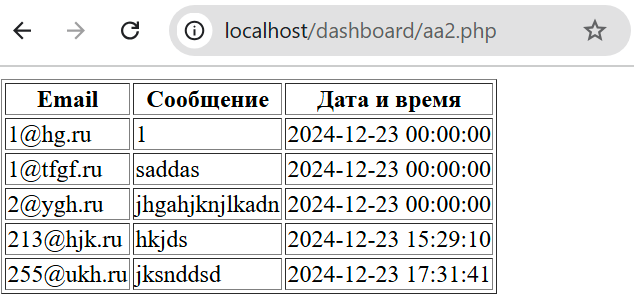 localhost/dashboard/aa2.php
Email Сообщение Дата и время
1@hg.ru 1 2024-12-23 00:00:00
1@tfgf.ru saddas 2024-12-23 00:00:00
2@ygh.ru jhgahjknjlkadn 2024-12-23 00:00:00
213@hjk.ru hkjds 2024-12-23 15:29:10
255@ukh.ru jksnddsd 2024-12-23 17:31:41